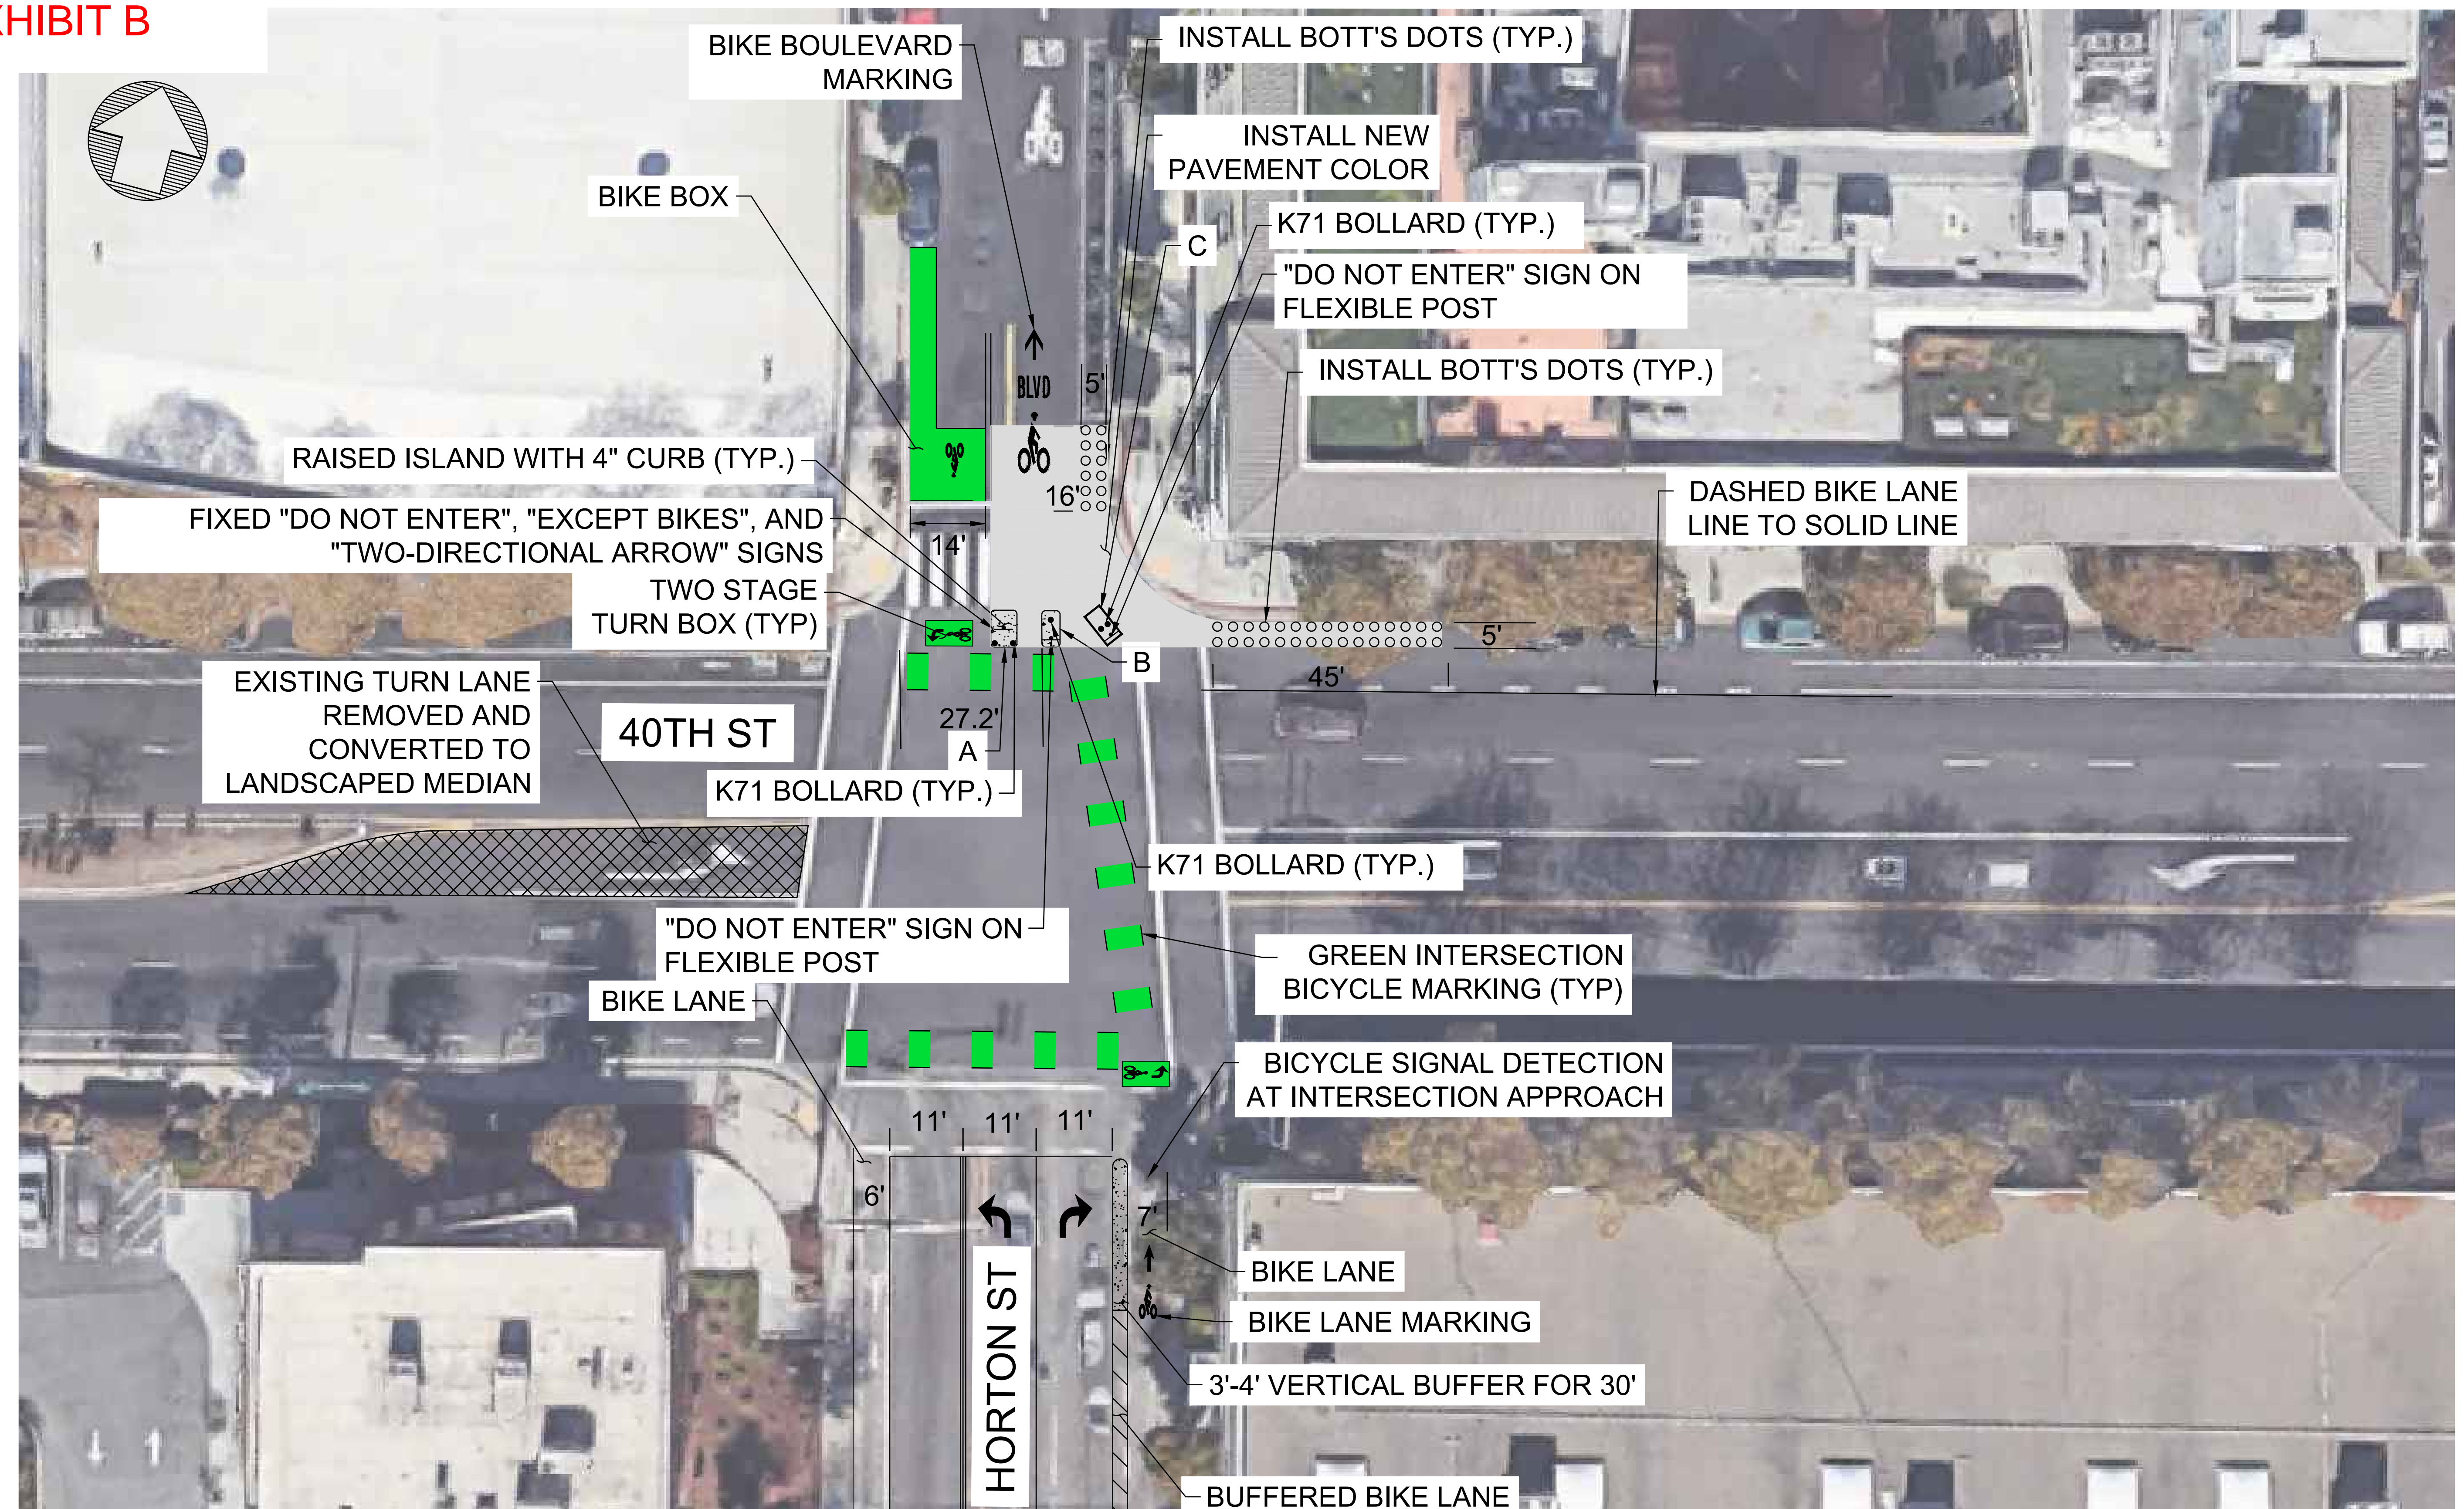 XHIBIT B
BIKE BOULEVARD
MARKING
INSTALL BOTT'S DOTS (TYP.)
INSTALL NEW
PAVEMENT COLOR
BIKE BOX
K71 BOLLARD (TYP.)
C
"DO NOT ENTER" SIGN ON
FLEXIBLE POST
INSTALL BOTT'S DOTS (TYP.)
BLVD
5'
RAISED ISLAND WITH 4" CURB (TYP.)
16'
DASHED BIKE LANE
LINE TO SOLID LINE
FIXED "DO NOT ENTER", "EXCEPT BIKES", AND
"TWO-DIRECTIONAL ARROW" SIGNS
14'
TWO STAGE
TURN BOX (TYP)
5'
B
45'
EXISTING TURN LANE
REMOVED AND
CONVERTED TO
LANDSCAPED MEDIAN
40TH ST
27.2'
A
K71 BOLLARD (TYP.)
K71 BOLLARD (TYP.)
"DO NOT ENTER" SIGN ON
FLEXIBLE POST
GREEN INTERSECTION
BICYCLE MARKING (TYP)
BIKE LANE
BICYCLE SIGNAL DETECTION
AT INTERSECTION APPROACH
11'
11'
11'
6'
7'
HORTON ST
BIKE LANE
BIKE LANE MARKING
3'-4' VERTICAL BUFFER FOR 30'
BUFFERED BIKE LANE